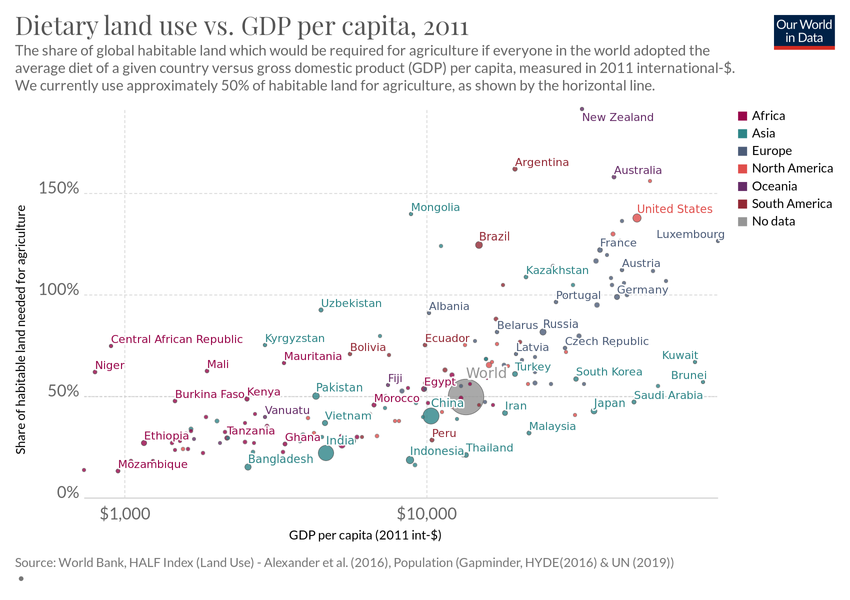 Dietary land use vs. GDP per capita, 2011
Our World
in Data
The share of global habitable land which would be required for agriculture if everyone in the world adopted the
average diet of a given country versus gross domestic product (GDP) per capita, measured in 2011 international-$.
We currently use approximately 50% of habitable land for agriculture, as shown by the horizontal line.
New Zealand
Africa
Asia
Europe
North America
Oceania
South America
No data
Argentina
Australia
150%
Mongolia
United States
Brazil
Luxembourg
France
Kazakhstan
Austria
100%
Portugal
Germany
Uzbekistan
Albania
Belarus
Russia
Central African Republic
Kyrgyzstan
Ecuador
Czech Republic
Bolivia
Latvia
Mauritania
Kuwait
Niger
Mali
World
Turkey
South Korea
Brunei
Fiji
Egypt
50%
Burkina Faso
Kenya
Pakistan
Morocco
China
Iran
Japan
Saudi Arabia
Vanuatu
Vietnam
Malaysia
Ethiopia
Tanzania
Ghana
India
Peru
Mozambique
Bangladesh
Indonesia
Thailand
0%
$1,000
$10,000
Share of habitable land needed for agriculture
GDP per capita (2011 int-$)
Source: World Bank, HALF Index (Land Use) - Alexander et al. (2016), Population (Gapminder, HYDE(2016) & UN (2019))